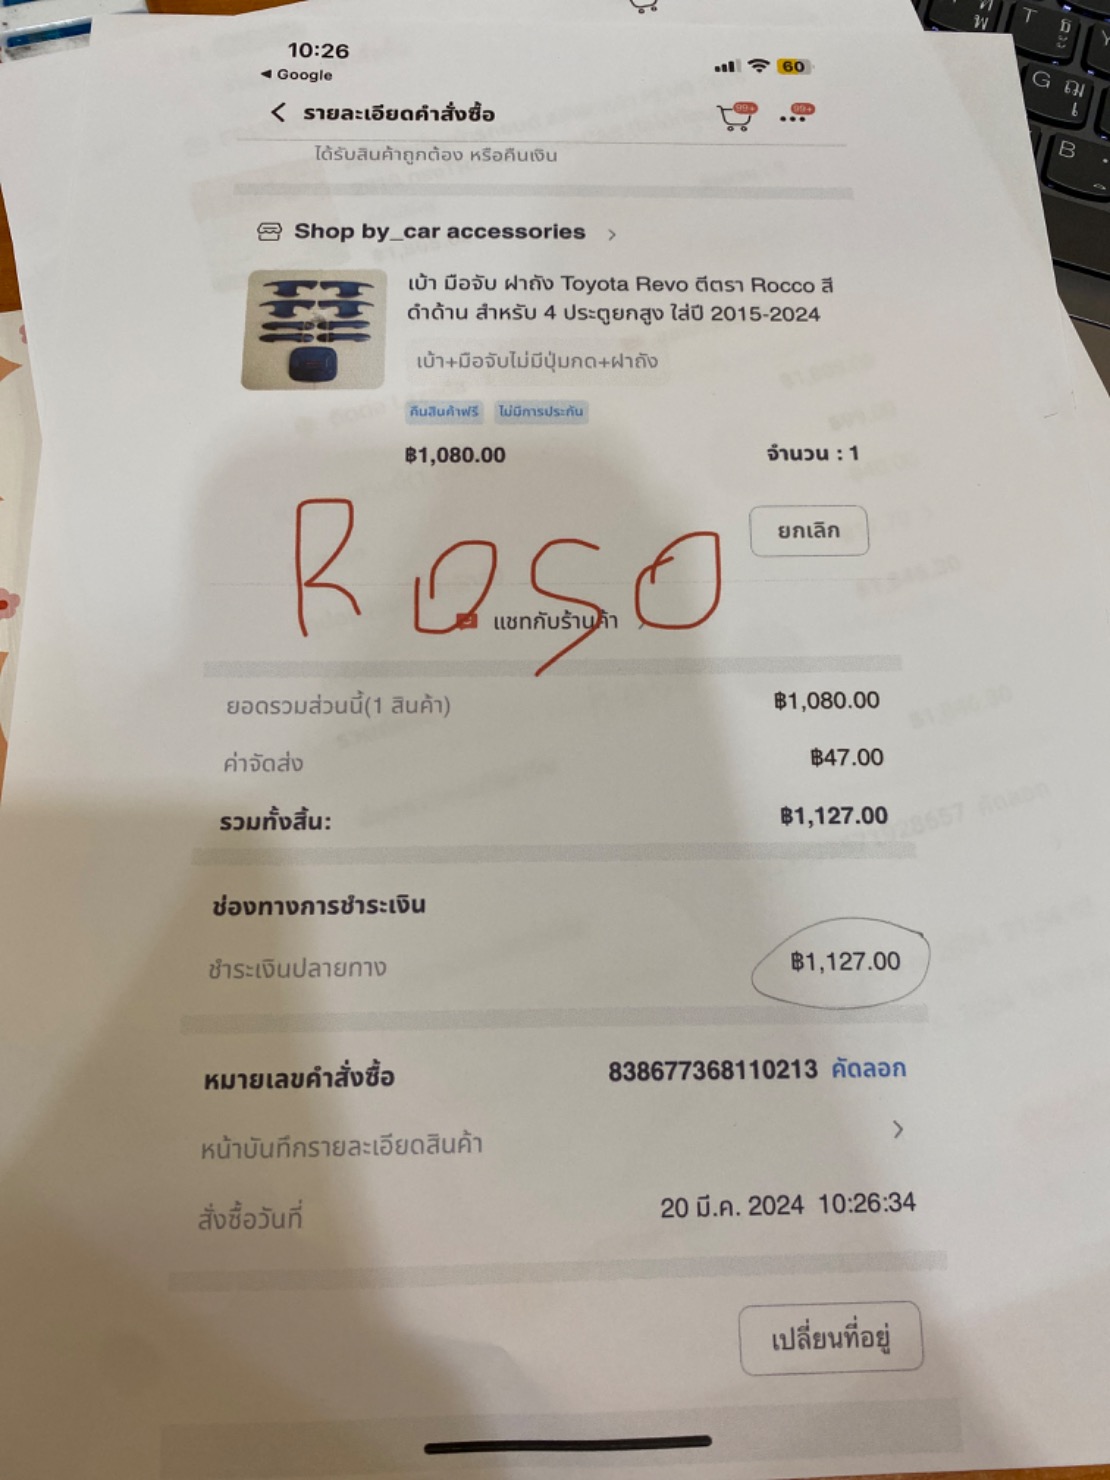 10:26
60
◄ Google
รายละเอียดคำสั่งซื้อ
99+
99+
ได้รับสินค้าถูกต้อง หรือคืนเงิน
Shop by_car accessories
เบ้า มือจับ ฝาถัง Toyota Revo ตีตรา Rocco สี
ดำด้าน สำหรับ 4 ประตูยกสูง ใส่ปี 2015-2024
เบ้า+มือจับไม่มีปุ่มกด+ฝาถัง
คืนสินค้าฟรี ไม่มีการประกัน
฿1,080.00 จำนวน : 1
ยกเลิก
Roso
แชทกับร้านค้า
ยอดรวมส่วนนี้(1 สินค้า) ฿1,080.00
ค่าจัดส่ง ฿47.00
รวมทั้งสิ้น: ฿1,127.00
ช่องทางการชำระเงิน
ชำระเงินปลายทาง ฿1,127.00
หมายเลขคำสั่งซื้อ 838677368110213 คัดลอก
หน้าบันทึกรายละเอียดสินค้า
สั่งซื้อวันที่ 20 มี.ค. 2024 10:26:34
เปลี่ยนที่อยู่
T
G ฌ เ
B